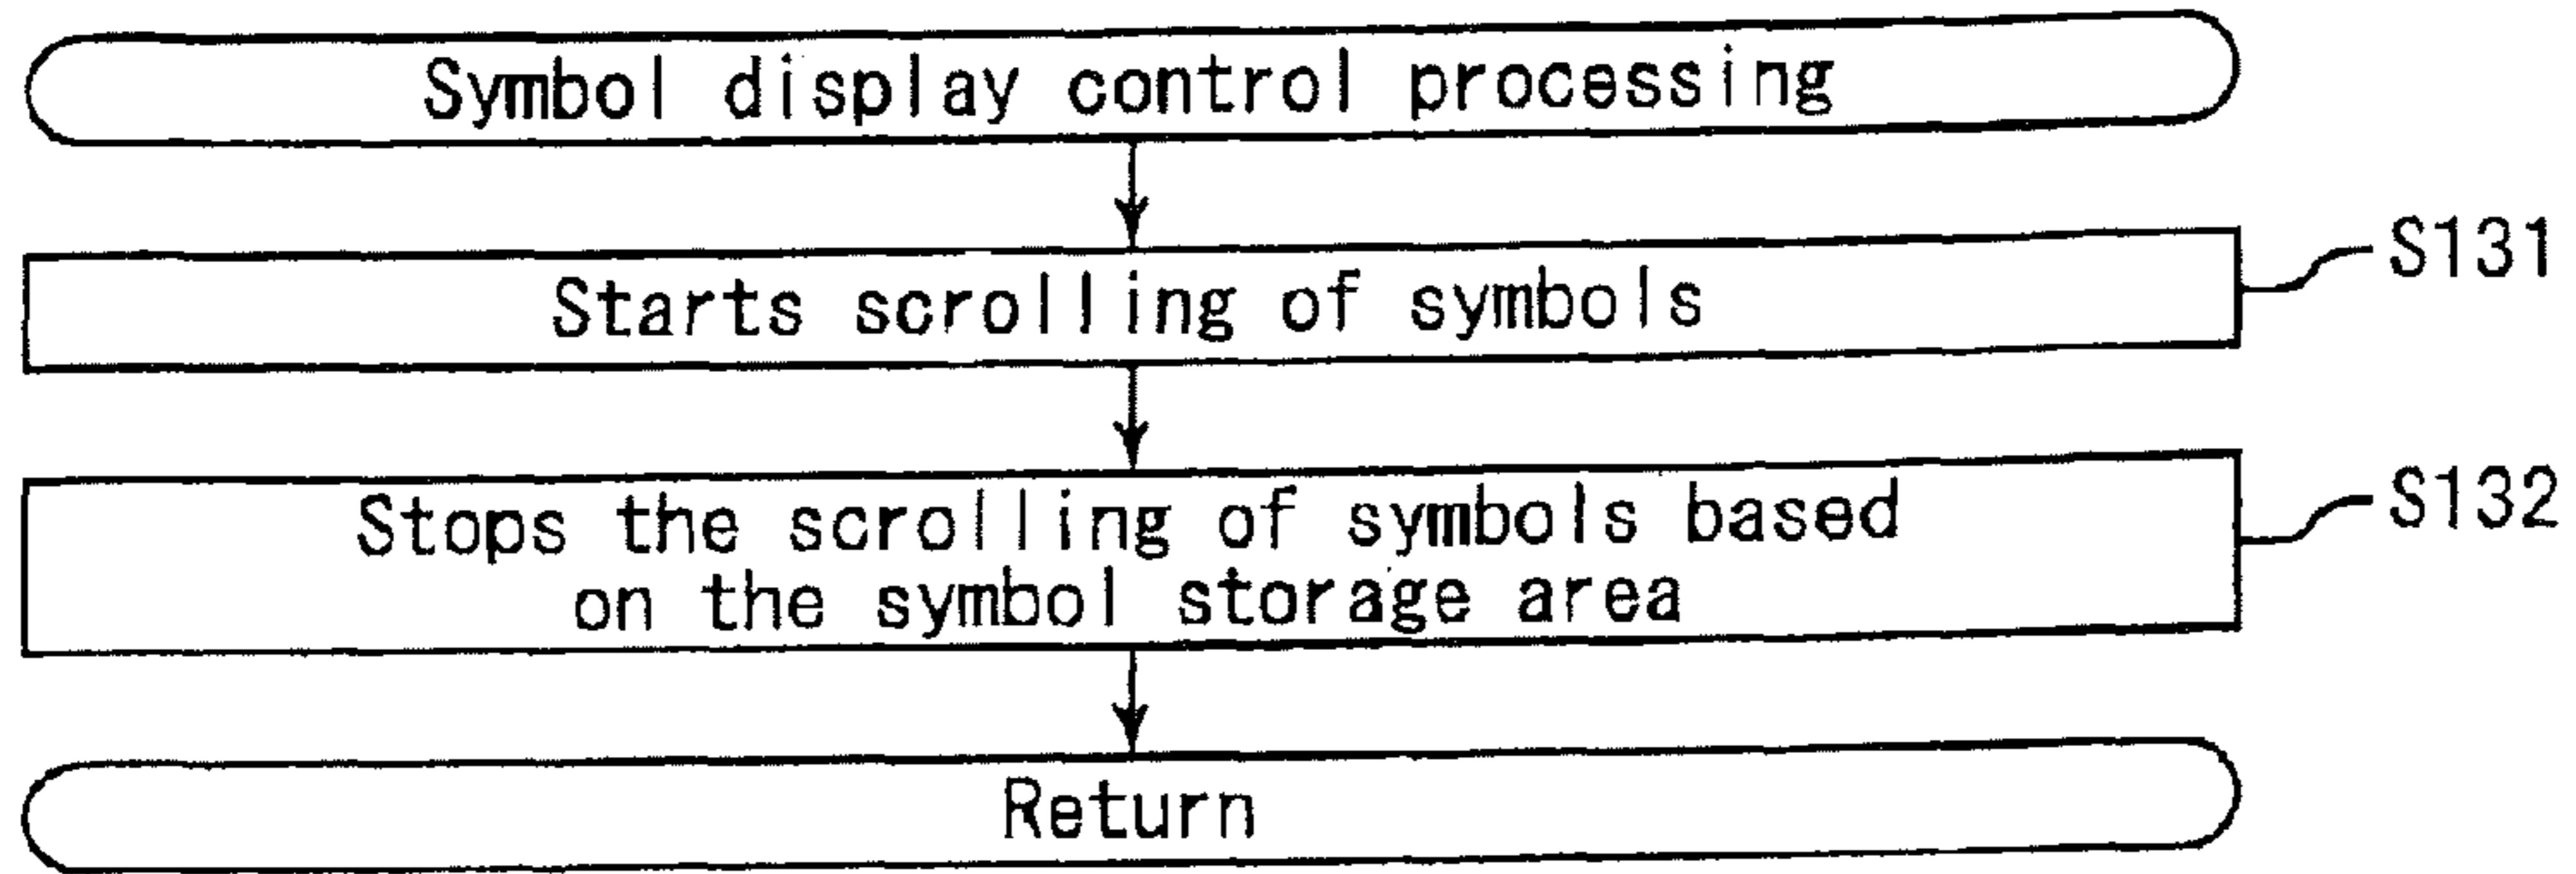 Symbol display control processing
Starts scrolling of symbols
S131
Stops the scrolling of symbols based
on the symbol storage area
S132
Return